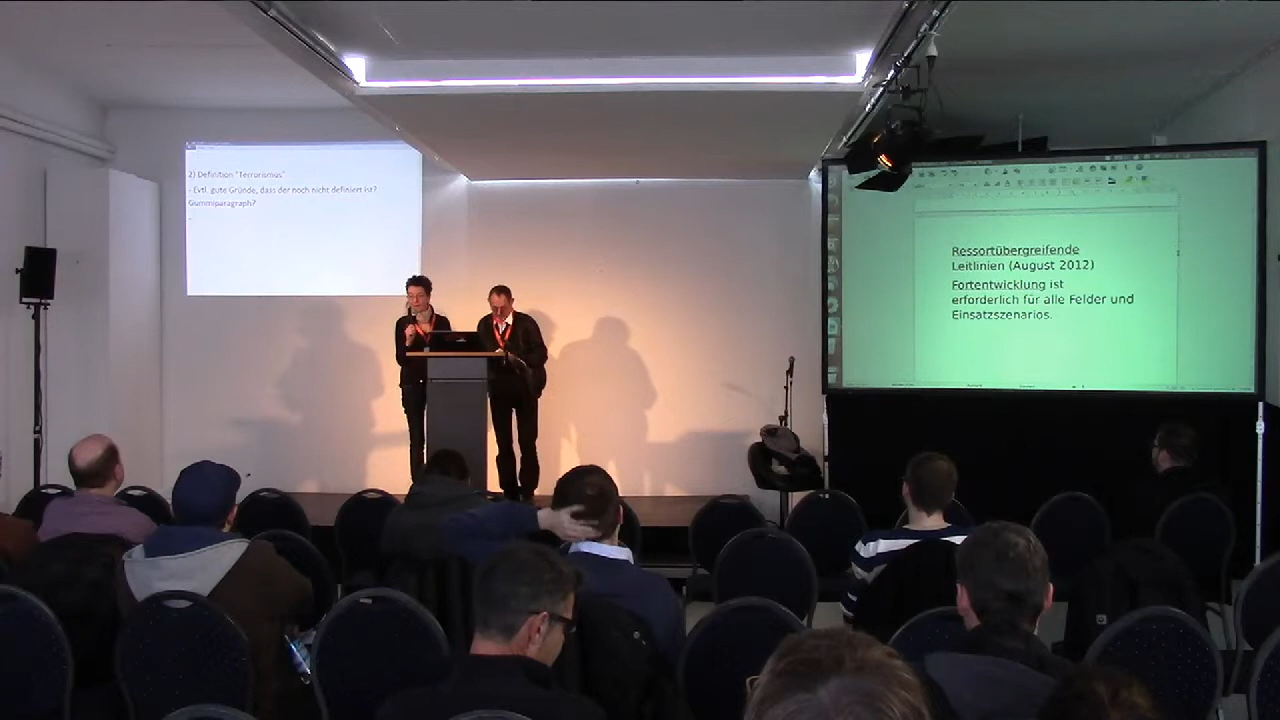 2) Definition "Terrorismus"
- Evtl. gute Gründe, dass der noch nicht definiert ist?
Gummiparagraph?
-
Ressortübergreifende
Leitlinien (August 2012)
Fortentwicklung ist
erforderlich für alle Felder und
Einsatzszenarios.